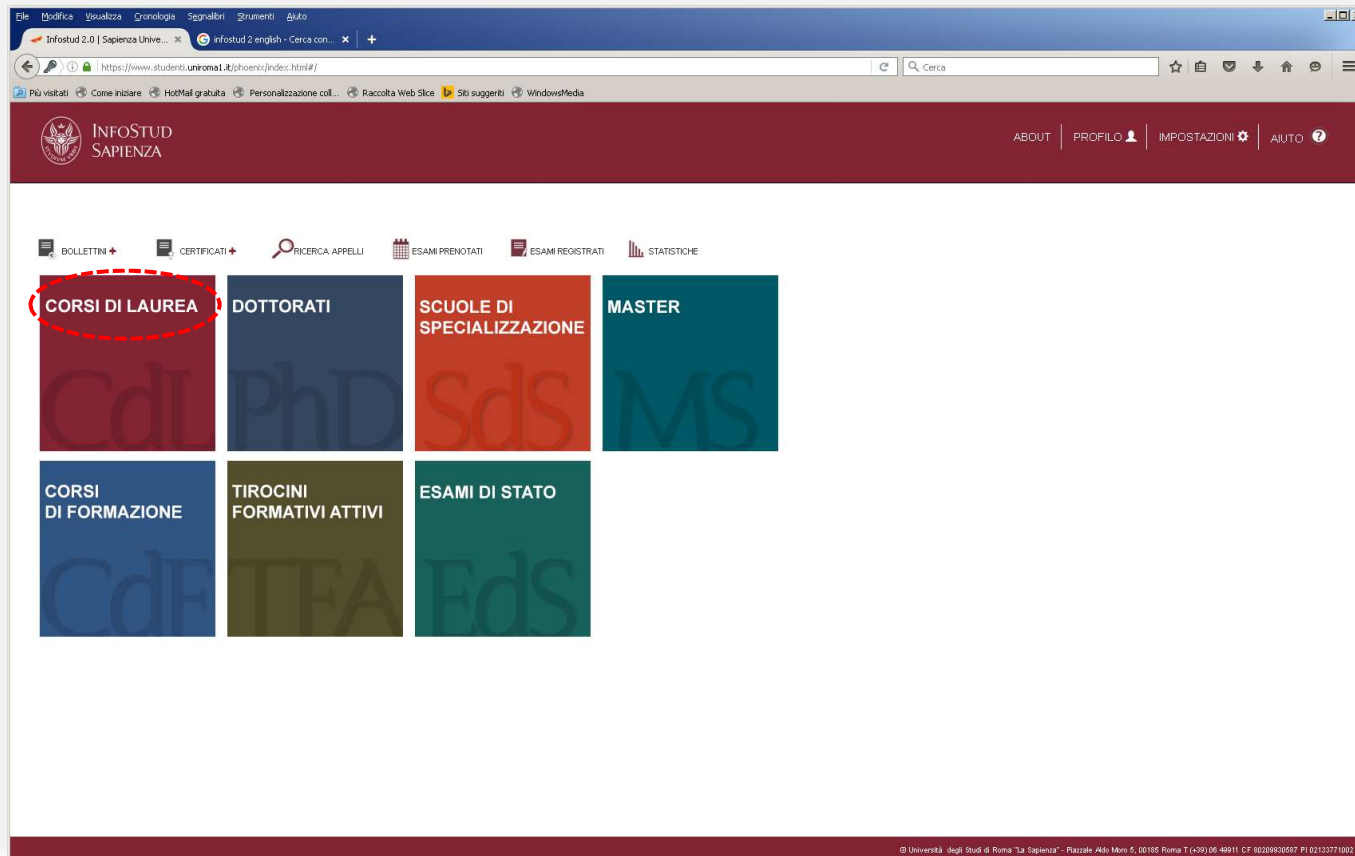 File Modifica Visualizza Cronologia Segnalibri Strumenti Aiuto
Infostud 2.0 | Sapienza Unive... infostud 2 english - Cerca con...
https://www.studenti.uniroma1.it/phoenix/index.html#/
Cerca
Più visitati Come iniziare HotMail gratuita Personalizzazione coll... Raccolta Web Slice Siti suggeriti WindowsMedia
INFOSTUD
SAPIENZA
ABOUT PROFILO IMPOSTAZIONI AIUTO
BOLLETTINI CERTIFICATI RICERCA APPELLI ESAMI PRENOTATI ESAMI REGISTRATI STATISTICHE
CORSI DI LAUREA
CdL
DOTTORATI
PhD
SCUOLE DI
SPECIALIZZAZIONE
SdS
MASTER
MS
CORSI
DI FORMAZIONE
CdF
TIROCINI
FORMATIVI ATTIVI
TFA
ESAMI DI STATO
EdS
© Università degli Studi di Roma "La Sapienza" - Piazzale Aldo Moro 5, 00185 Roma T (+39) 06 49911 CF 80209930587 PI 02133771002